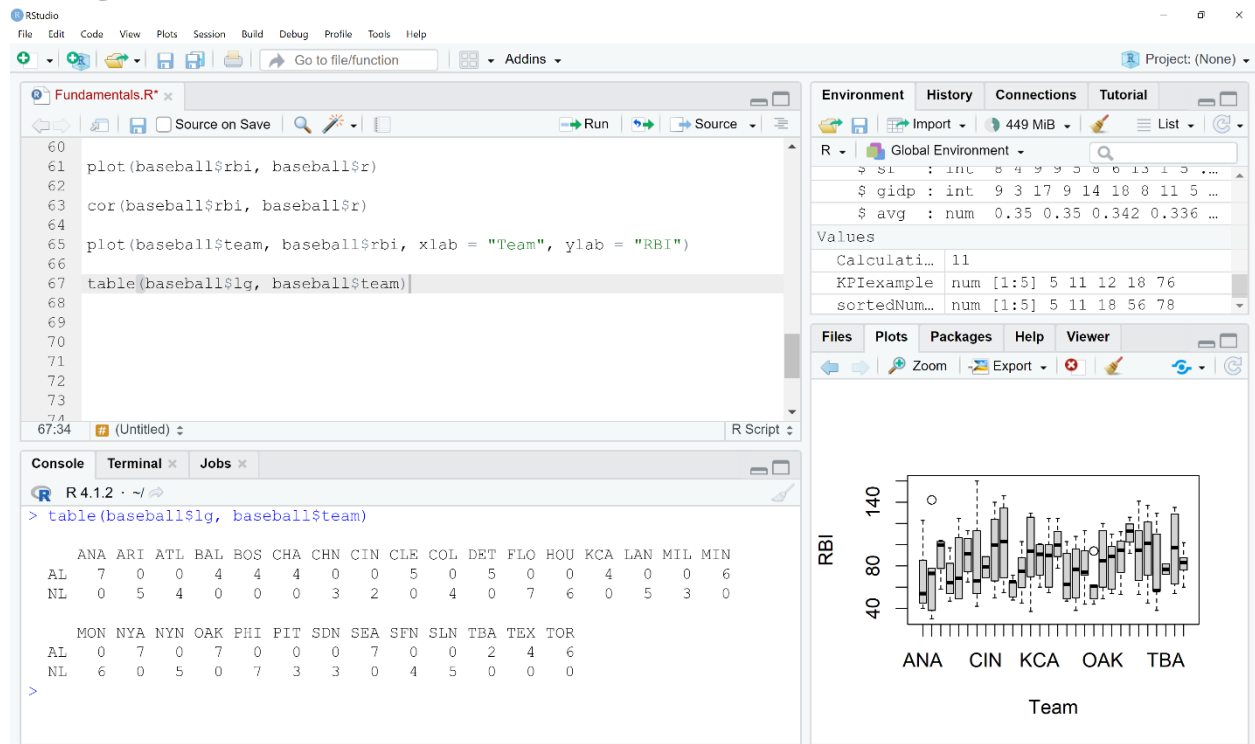 RStudio
File Edit Code View Plots Session Build Debug Profile Tools Help
Go to file/function Addins Project: (None)
Fundamentals.R*
Source on Save Run Source
60
61 plot(baseball$rbi, baseball$r)
62
63 cor(baseball$rbi, baseball$r)
64
65 plot(baseball$team, baseball$rbi, xlab = "Team", ylab = "RBI")
66
67 table(baseball$lg, baseball$team)
68
69
70
71
72
73
74
67:34 # (Untitled) R Script
Console Terminal Jobs
R 4.1.2 · ~/
> table(baseball$lg, baseball$team)
ANA ARI ATL BAL BOS CHA CHN CIN CLE COL DET FLO HOU KCA LAN MIL MIN
AL 7 0 0 4 4 4 0 0 5 0 5 0 0 4 0 0 6
NL 0 5 4 0 0 0 3 2 0 4 0 7 6 0 5 3 0
MON NYA NYN OAK PHI PIT SDN SEA SFN SLN TBA TEX TOR
AL 0 7 0 7 0 0 0 7 0 0 2 4 6
NL 6 0 5 0 7 3 3 0 4 5 0 0 0
>
Environment History Connections Tutorial
Import 449 MiB List
R Global Environment
$ gidp : int 9 3 17 9 14 18 8 11 5 …
$ avg : num 0.35 0.35 0.342 0.336 …
Values
Calculati… 11
KPIexample num [1:5] 5 11 12 18 76
sortedNum… num [1:5] 5 11 18 56 78
Files Plots Packages Help Viewer
Zoom Export
RBI
140
80
40
ANA CIN KCA OAK TBA
Team